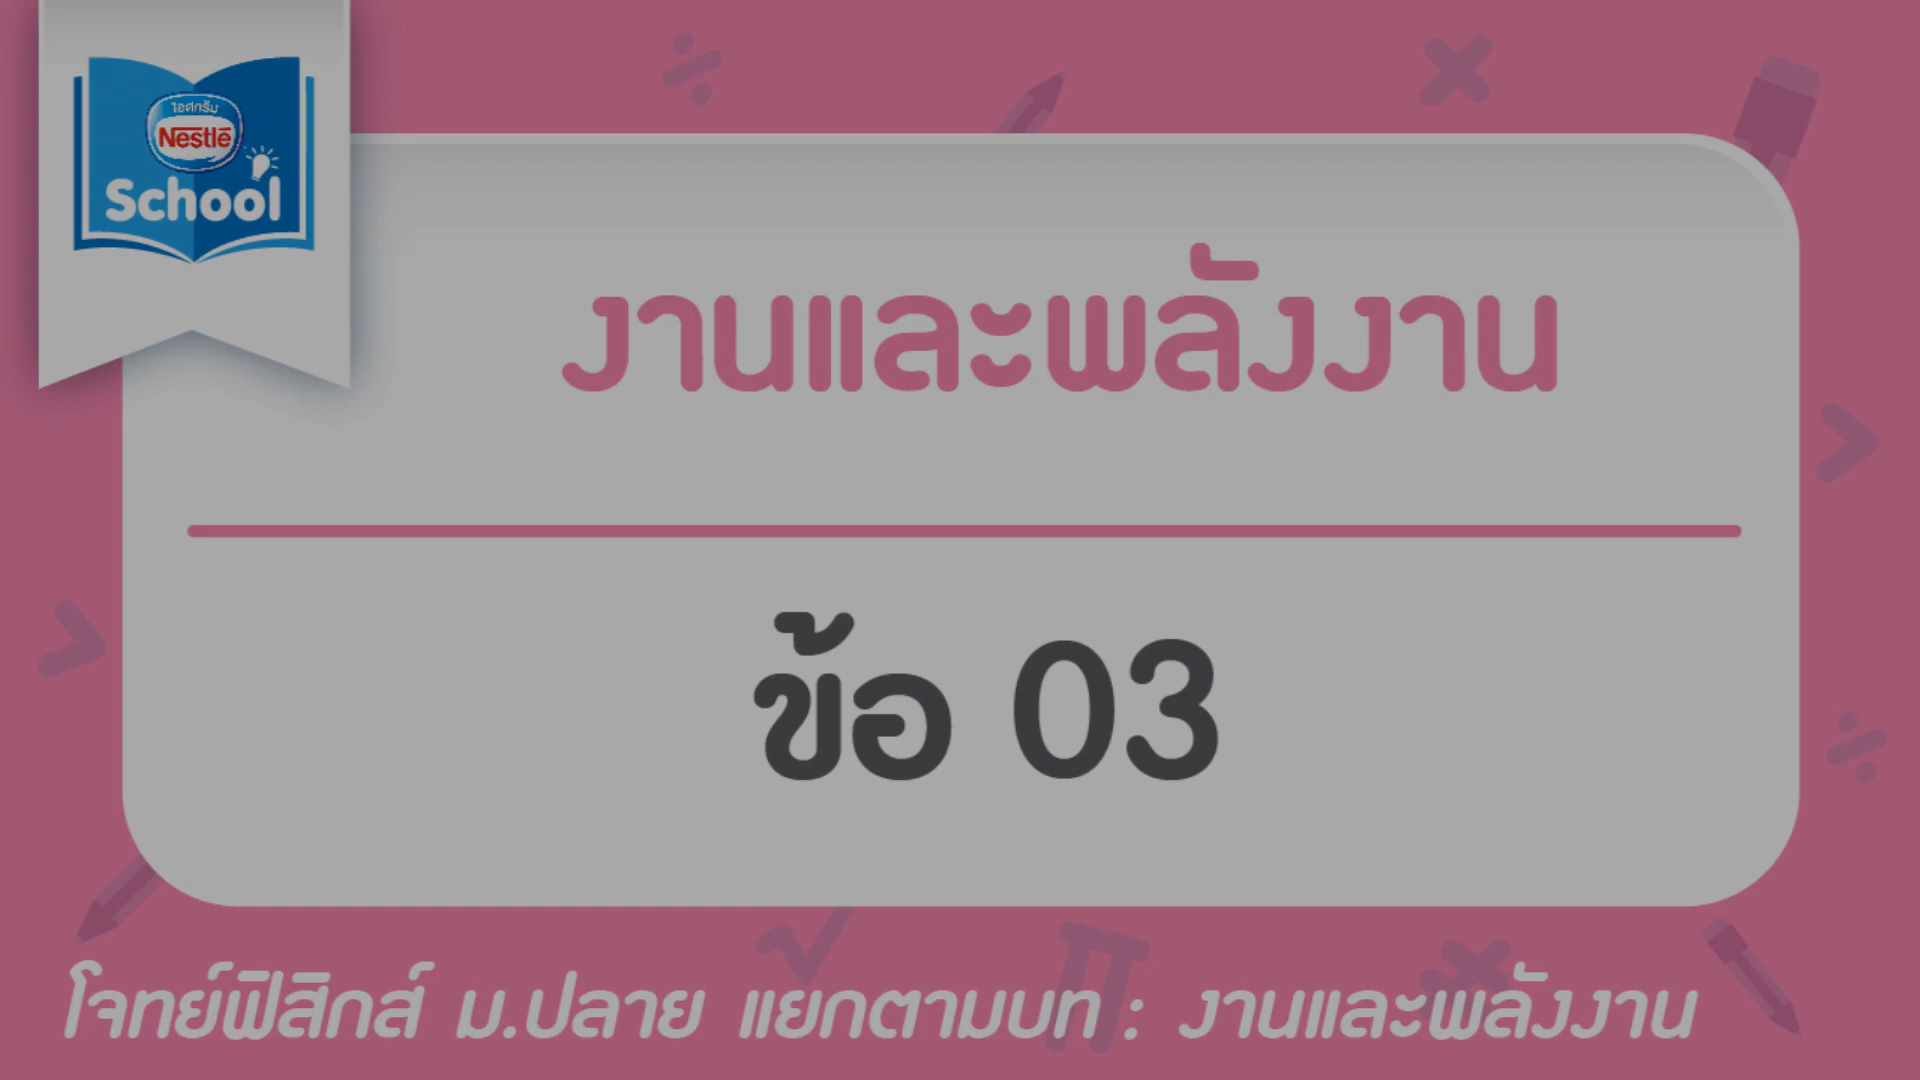 ไอศกรีม
Nestlé
School
งานและพลังงาน
ข้อ 03
โจทย์ฟิสิกส์ ม.ปลาย แยกตามบท : งานและพลังงาน